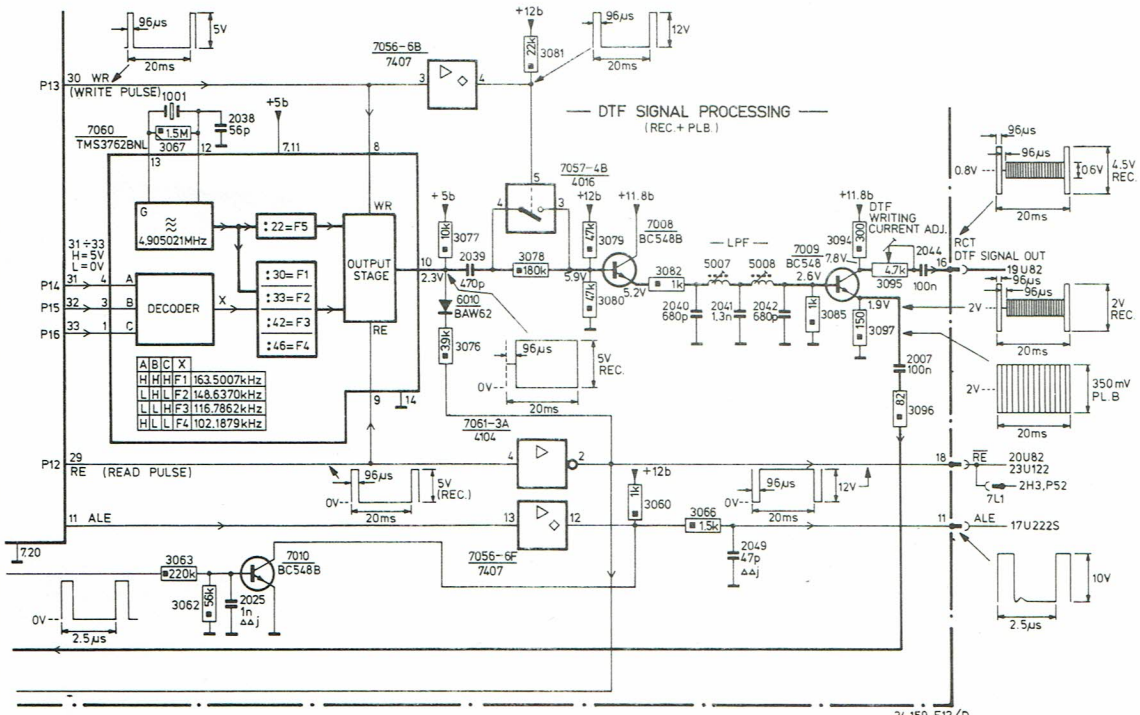 96µs
5V
20ms
P13
30 WR
(WRITE PULSE)
7056-6B
7407
3
4
+12b
22k
3081
96µs
12V
20ms
DTF SIGNAL PROCESSING
(REC.+ PLB.)
1001
1.5M
3067
2038
56p
+5b
7060
TMS3762BNL
13
12
7.11
8
G
4.905021MHz
:22=F5
WR
OUTPUT
STAGE
RE
31÷33
H=5V
L=0V
P14
31
4
A
P15
32
3
B
P16
33
1
C
DECODER
X
:30=F1
:33=F2
:42=F3
:46=F4
A B C X
H H H F1 163.5007kHz
L H L F2 148.6370kHz
L L H F3 116.7862kHz
H L L F4 102.1879kHz
9
14
10
2.3V
+5b
10k
3077
2039
470p
6010
BAW62
39k
3076
7057-4B
4016
5
4
3
3078
180k
+12b
47k
3079
5.9V
47k
3080
+11.8b
7008
BC548B
5.2V
3082
1k
LPF
5007
5008
2040
680p
2041
1,3n
2042
680p
7009
BC548
2.6V
1k
3085
+11.8b
3094
300
7.8V
DTF
WRITING
CURRENT ADJ.
4.7k
3095
2044
100n
16
RCT
DTF SIGNAL OUT
19U82
1.9V
150
3097
2007
100n
82
3096
96µs
96µs
0.8V
0.6V
4.5V
REC.
20ms
96µs
96µs
2V
2V
REC.
20ms
2V
350mV
PL.B
20ms
96µs
0V
5V
REC.
20ms
P12
29
RE (READ PULSE)
7061-3A
4104
4
2
96µs
0V
5V
(REC.)
20ms
96µs
0V
12V
20ms
18
RE
20U82
23U122
2H3,P52
7L1
11 ALE
13
12
7056-6F
7407
+12b
1k
3060
3066
1.5k
2049
47p
△△j
11
ALE
17U222S
10V
2.5µs
7.20
3063
220k
7010
BC548B
3062
56k
2025
1n
△△j
0V
2.5µs